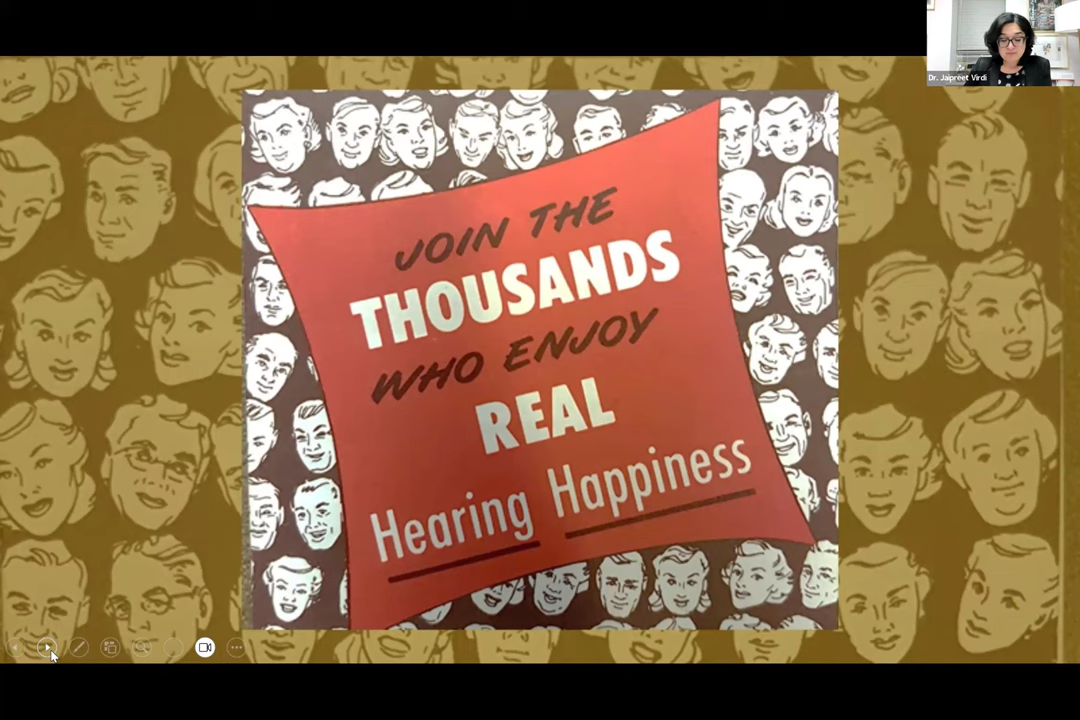 Dr. Jaipreet Virdi
JOIN THE
THOUSANDS
WHO ENJOY
REAL
Hearing Happiness